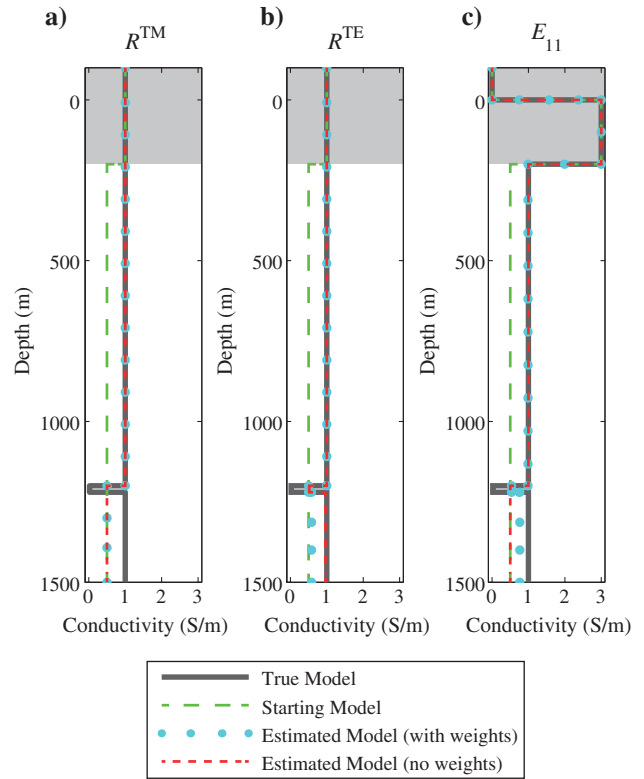 a) b) c)
R^TM R^TE E_11
0 0 0
500 500 500
1000 1000 1000
1500 1500 1500
Depth (m) Depth (m) Depth (m)
0 1 2 3 0 1 2 3 0 1 2 3
Conductivity (S/m) Conductivity (S/m) Conductivity (S/m)
True Model
Starting Model
Estimated Model (with weights)
Estimated Model (no weights)